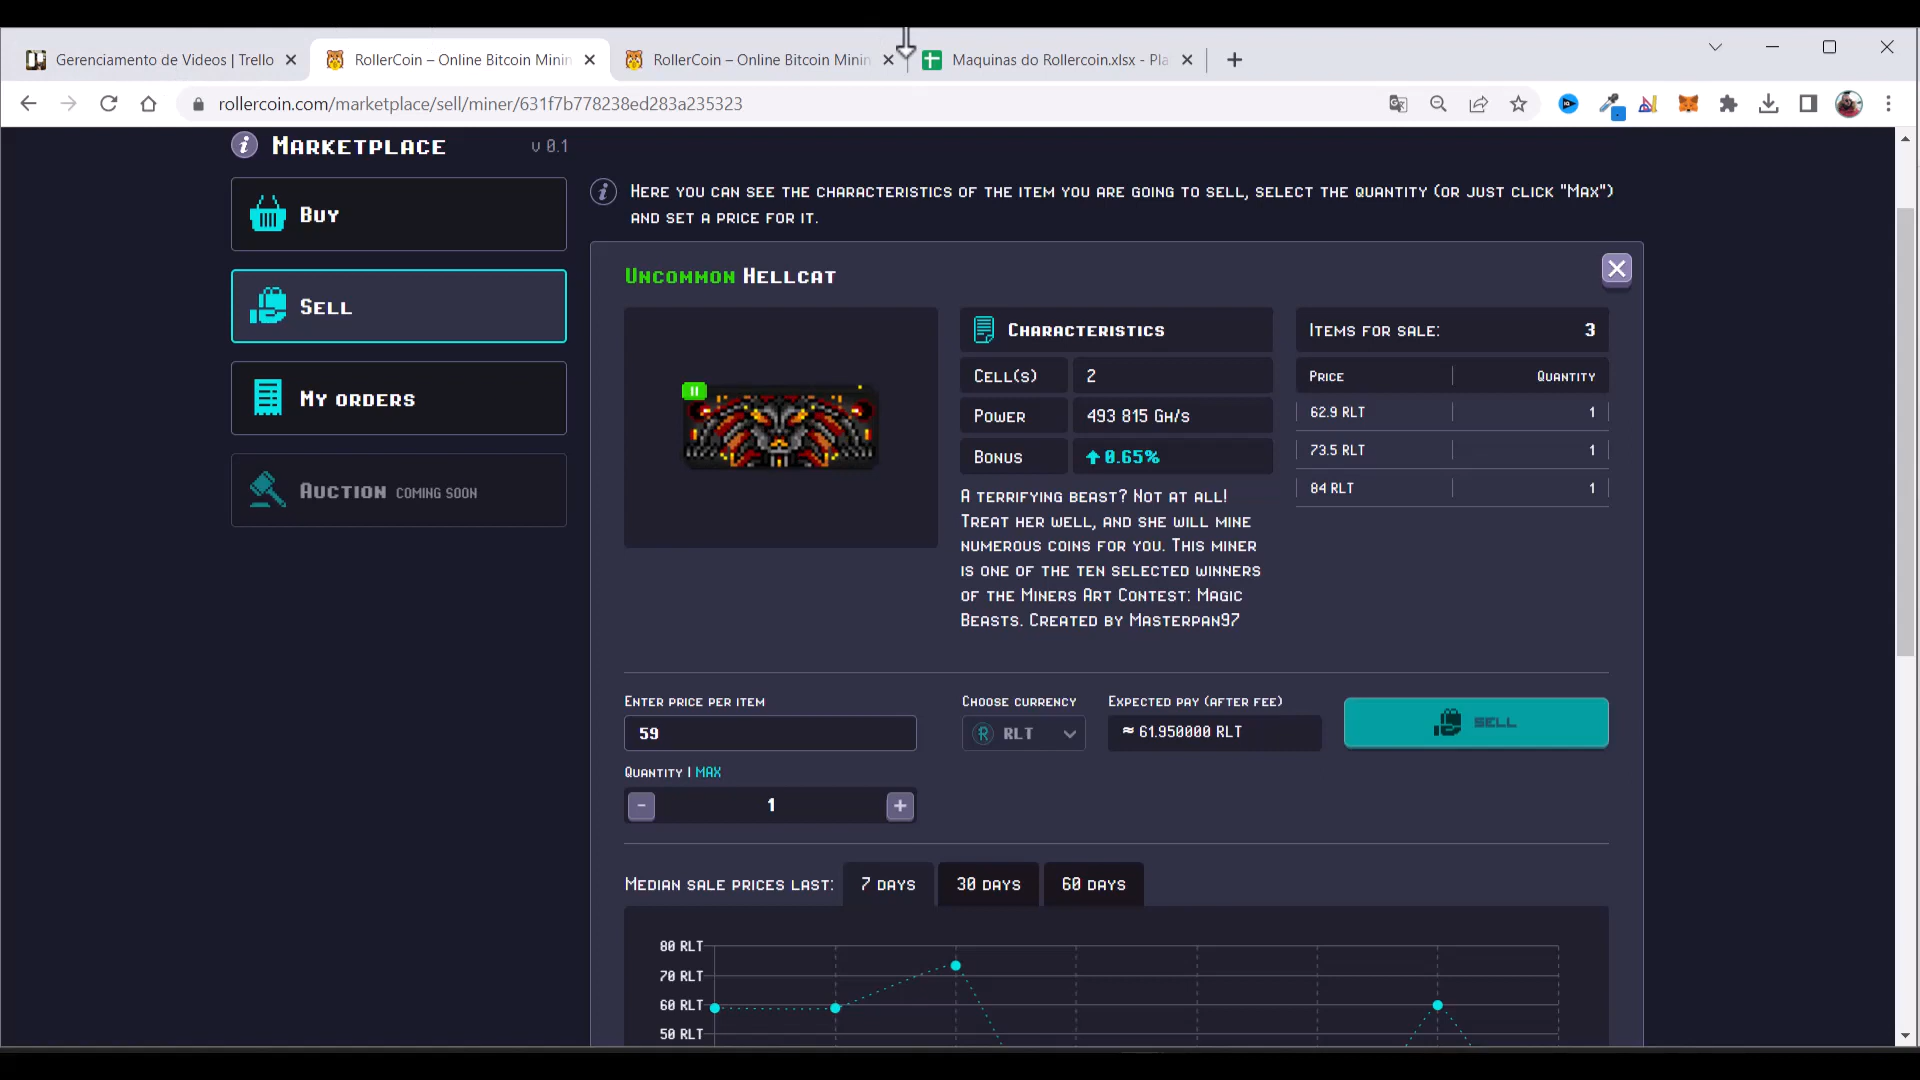 Gerenciamento de Videos | Trello
RollerCoin – Online Bitcoin Minin
RollerCoin – Online Bitcoin Minin
Maquinas do Rollercoin.xlsx - Pla
rollercoin.com/marketplace/sell/miner/631f7b778238ed283a235323
Marketplace
v 0.1
Buy
Sell
My orders
Auction coming soon
Here you can see the characteristics of the item you are going to sell, select the quantity (or just click "Max")
and set a price for it.
Uncommon Hellcat
II
Characteristics
Cell(s) 2
Power 493 815 Gh/s
Bonus 0.65%
A terrifying beast? Not at all!
Treat her well, and she will mine
numerous coins for you. This miner
is one of the ten selected winners
of the Miners Art Contest: Magic
Beasts. Created by Masterpan97
Items for sale: 3
Price Quantity
62.9 RLT 1
73.5 RLT 1
84 RLT 1
Enter price per item
59
Choose currency
RLT
Expected pay (after fee)
≈ 61.950000 RLT
Sell
Quantity | MAX
- 1 +
Median sale prices last: 7 days 30 days 60 days
80 RLT
70 RLT
60 RLT
50 RLT